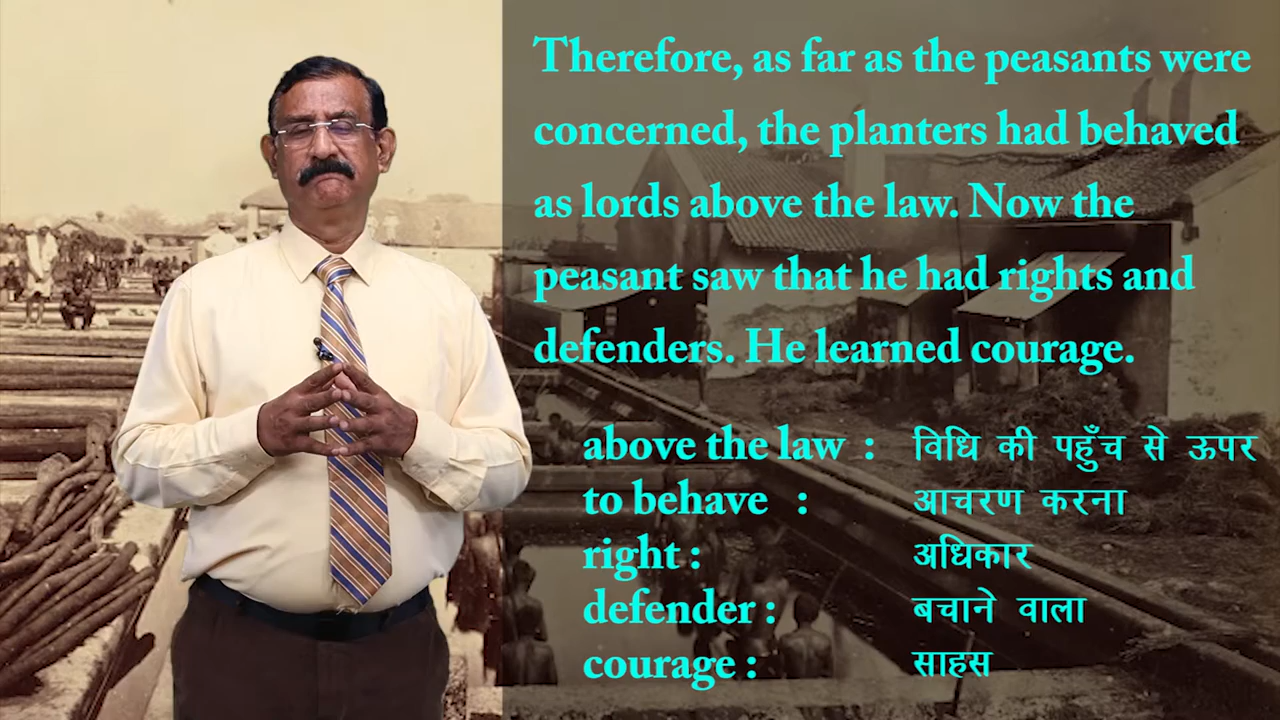 Therefore, as far as the peasants were
concerned, the planters had behaved
as lords above the law. Now the
peasant saw that he had rights and
defenders. He learned courage.
above the law : विधि की पहुँच से ऊपर
to behave : आचरण करना
right : अधिकार
defender : बचाने वाला
courage : साहस